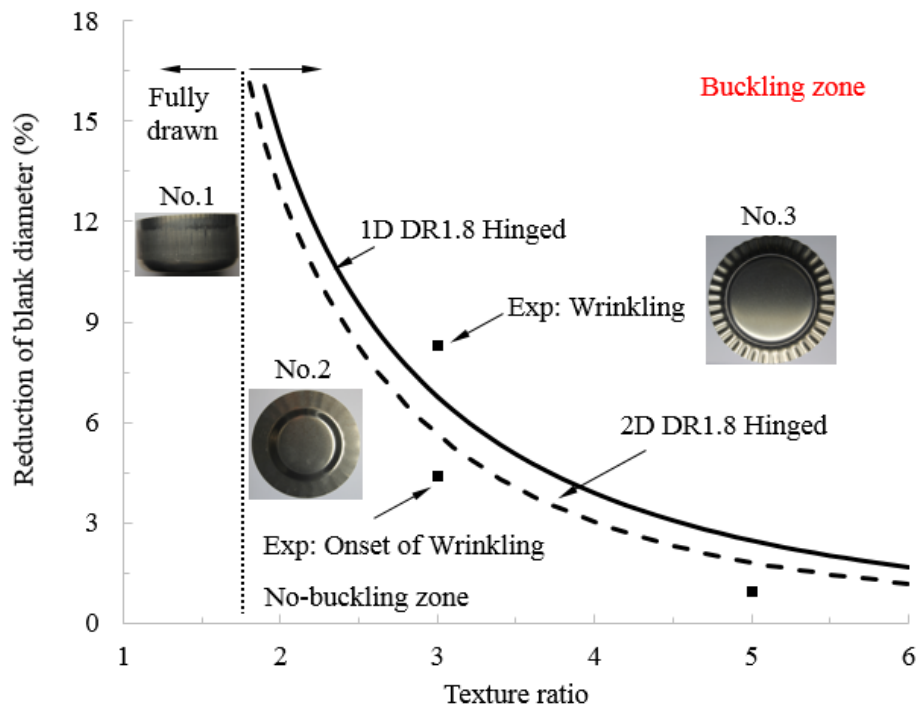 18
15
12
9
6
3
0
Reduction of blank diameter (%)
Fully
drawn
Buckling zone
No.1
No.3
1D DR1.8 Hinged
Exp: Wrinkling
No.2
2D DR1.8 Hinged
Exp: Onset of Wrinkling
No-buckling zone
1 2 3 4 5 6
Texture ratio